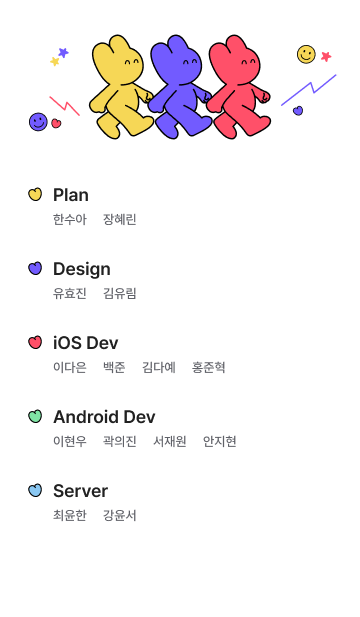 Plan
한수아 장혜린
Design
유효진 김유림
iOS Dev
이다은 백준 김다예 홍준혁
Android Dev
이현우 곽의진 서재원 안지현
Server
최윤한 강윤서